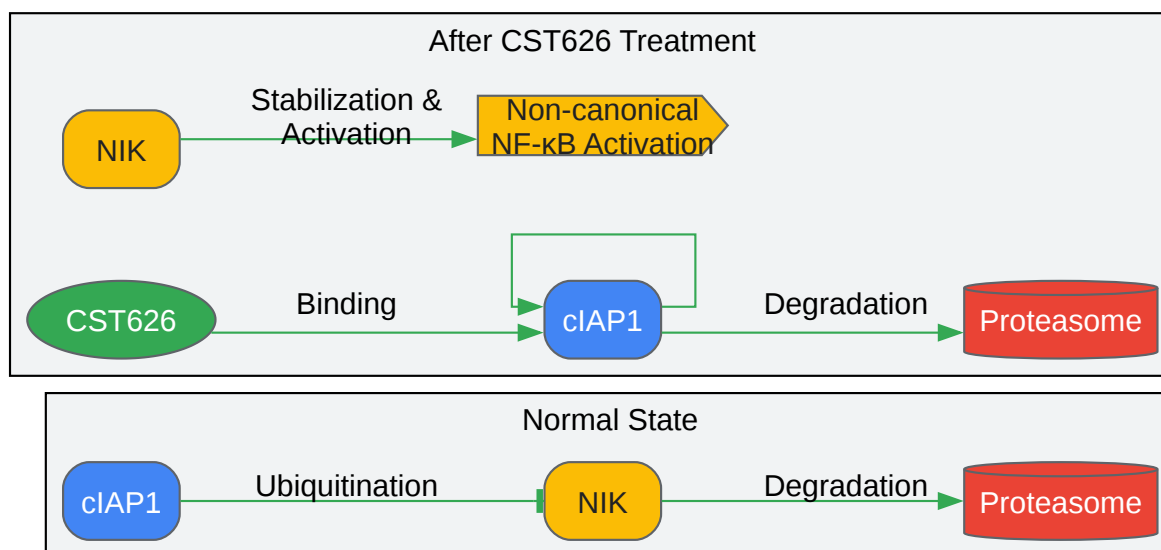 After CST626 Treatment
Stabilization &
Activation
Non-canonical
NF-κB Activation
NIK
Binding
Degradation
CST626
cIAP1
Proteasome
Normal State
Ubiquitination
Degradation
cIAP1
NIK
Proteasome